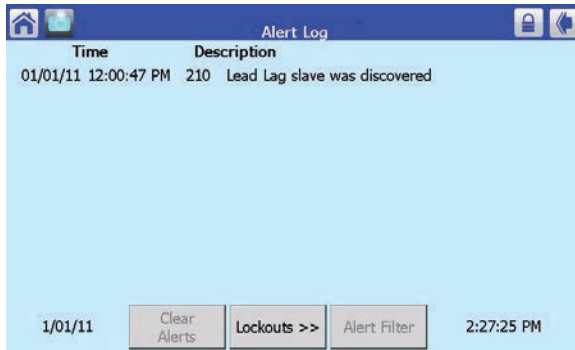 Alert Log
Time Description
01/01/11 12:00:47 PM 210 Lead Lag slave was discovered
1/01/11 Clear Alerts Lockouts >> Alert Filter 2:27:25 PM